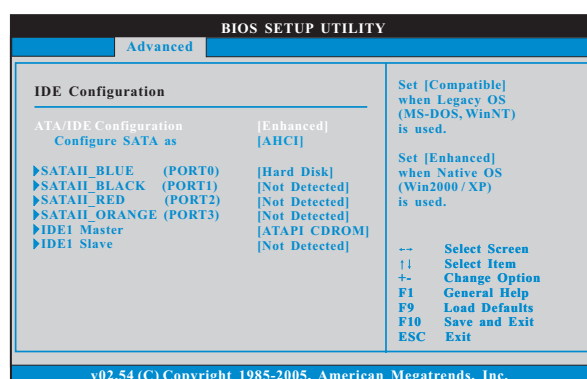 BIOS SETUP UTILITY
Advanced
IDE Configuration
ATA/IDE Configuration [Enhanced]
Configure SATA as [AHCI]
SATAII_BLUE (PORT0) [Hard Disk]
SATAII_BLACK (PORT1) [Not Detected]
SATAII_RED (PORT2) [Not Detected]
SATAII_ORANGE (PORT3) [Not Detected]
IDE1 Master [ATAPI CDROM]
IDE1 Slave [Not Detected]
Set [Compatible]
when Legacy OS
(MS-DOS, WinNT)
is used.
Set [Enhanced]
when Native OS
(Win2000 / XP)
is used.
←→ Select Screen
↑↓ Select Item
+- Change Option
F1 General Help
F9 Load Defaults
F10 Save and Exit
ESC Exit
v02.54 (C) Copyright 1985-2005, American Megatrends, Inc.